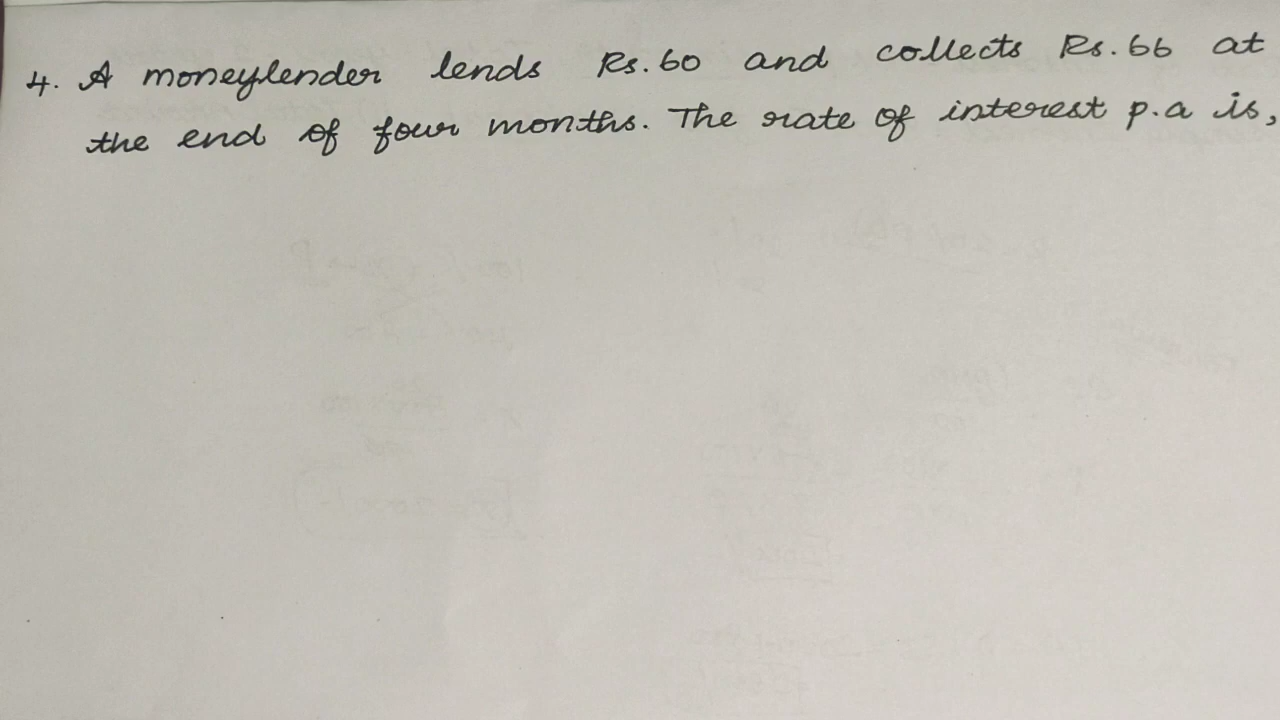 4. A moneylender lends Rs. 60 and collects Rs. 66 at
the end of four months. The rate of interest p.a is,